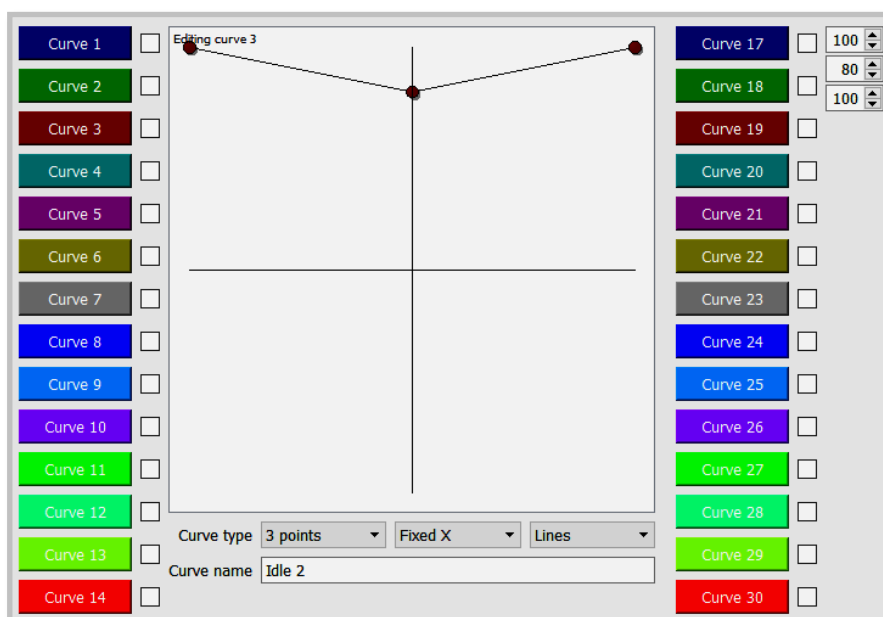 Curve 1
Curve 2
Curve 3
Curve 4
Curve 5
Curve 6
Curve 7
Curve 8
Curve 9
Curve 10
Curve 11
Curve 12
Curve 13
Curve 14
Editing curve 3
Curve type 3 points Fixed X Lines
Curve name Idle 2
Curve 17
Curve 18
Curve 19
Curve 20
Curve 21
Curve 22
Curve 23
Curve 24
Curve 25
Curve 26
Curve 27
Curve 28
Curve 29
Curve 30
100
80
100